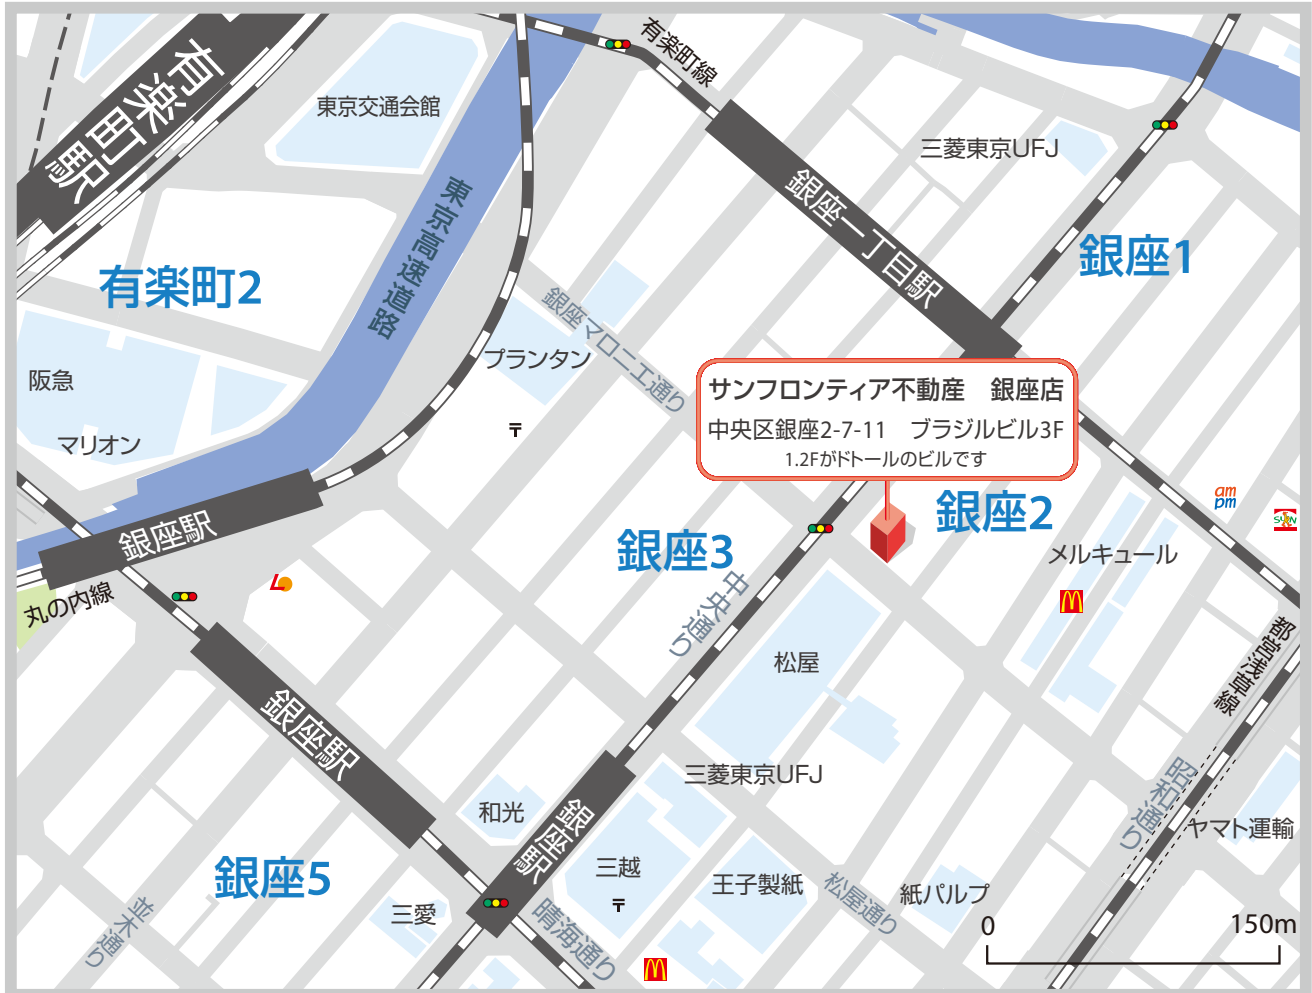 有楽町駅
東京交通会館
有楽町線
三菱東京UFJ
東京高速道路
銀座一丁目駅
銀座1
有楽町2
銀座マロニエ通り
プランタン
阪急
マリオン
〒
サンフロンティア不動産 銀座店
中央区銀座2-7-11 ブラジルビル3F
1.2Fがドトールのビルです
銀座2
am
pm
SUN
銀座駅
銀座3
メルキュール
丸の内線
中央通り
松屋
都営浅草線
銀座駅
三菱東京UFJ
昭和通り
和光
銀座駅
ヤマト運輸
三越
銀座5
王子製紙
松屋通り
紙パルプ
〒
三愛
並木通り
晴海通り
0
150m